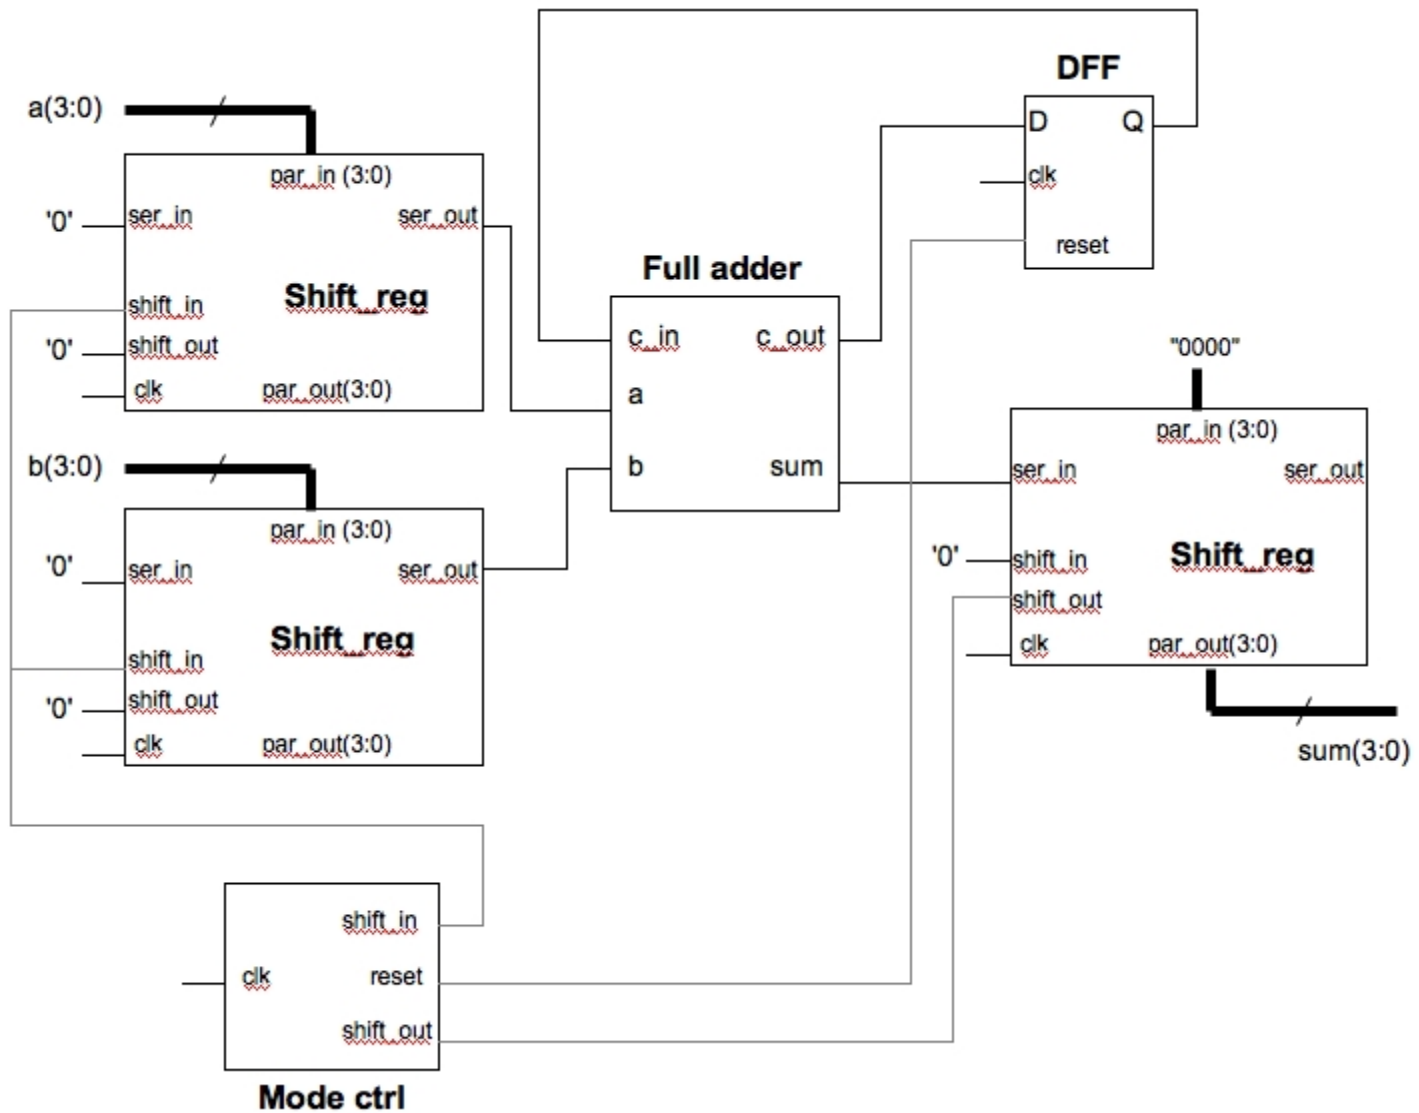 DFF
a(3:0)
D
Q
par_in (3:0)
clk
'0'
ser_in
ser_out
reset
Full adder
shift_in
Shift_reg
c_in
c_out
'0'
shift_out
"0000"
clk
par_out(3:0)
a
par_in (3:0)
b(3:0)
b
sum
ser_in
ser_out
par_in (3:0)
'0'
ser_in
ser_out
'0'
shift_in
Shift_reg
shift_out
Shift_reg
clk
par_out(3:0)
shift_in
'0'
shift_out
clk
par_out(3:0)
sum(3:0)
shift_in
clk
reset
shift_out
Mode ctrl